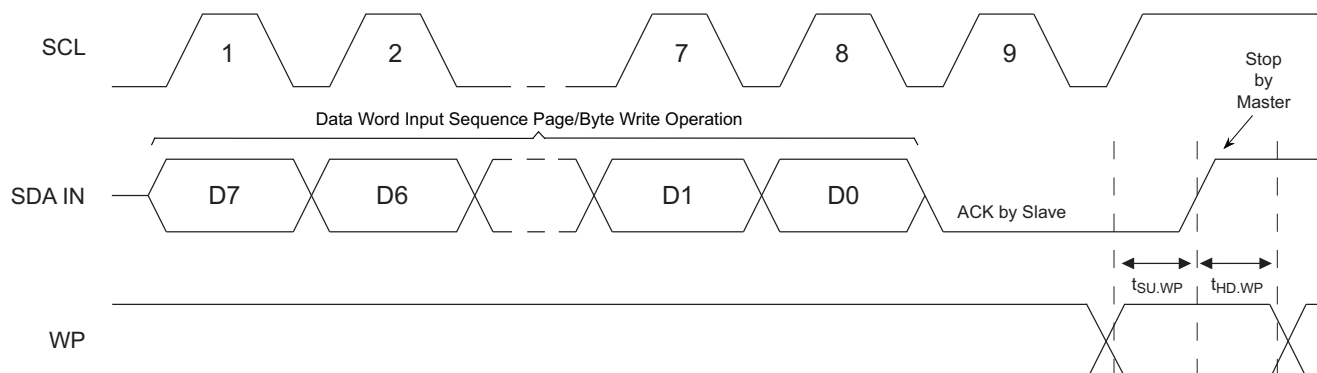 SCL
1
2
7
8
9
Stop
by
Master
Data Word Input Sequence Page/Byte Write Operation
SDA IN
D7
D6
D1
D0
ACK by Slave
tSU.WP
tHD.WP
WP